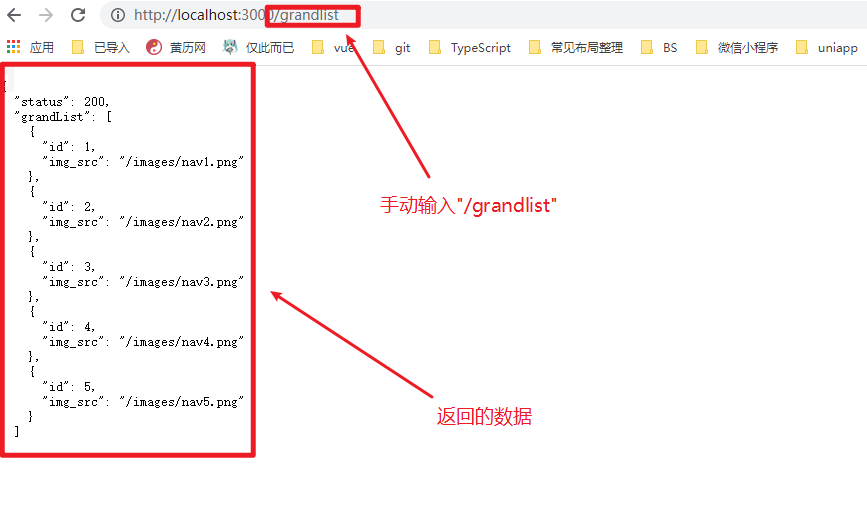 http://localhost:3000/grandlist
应用 已导入 黄历网 仅此而已 vue git TypeScript 常见布局整理 BS 微信小程序 uniapp
{
"status": 200,
"grandList": [
{
"id": 1,
"img_src": "/images/nav1.png"
},
{
"id": 2,
"img_src": "/images/nav2.png"
},
{
"id": 3,
"img_src": "/images/nav3.png"
},
{
"id": 4,
"img_src": "/images/nav4.png"
},
{
"id": 5,
"img_src": "/images/nav5.png"
}
]
手动输入"/grandlist"
返回的数据